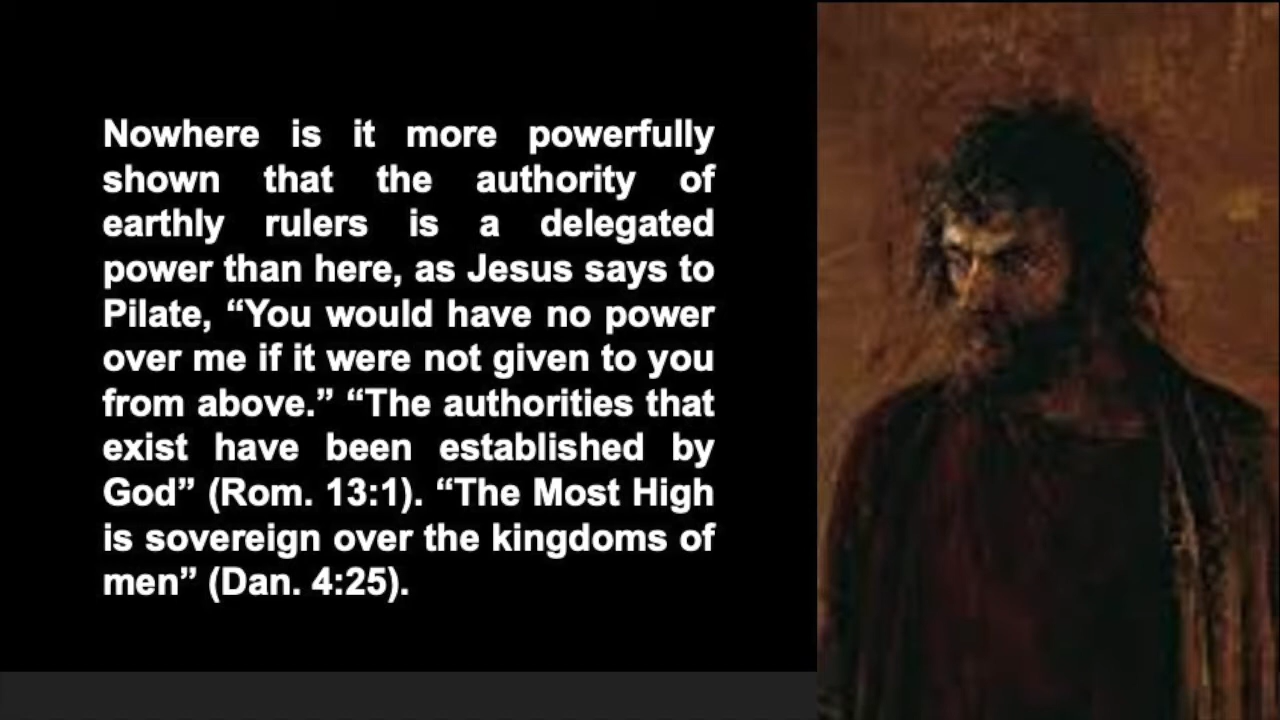 Nowhere is it more powerfully
shown that the authority of
earthly rulers is a delegated
power than here, as Jesus says to
Pilate, “You would have no power
over me if it were not given to you
from above.” “The authorities that
exist have been established by
God” (Rom. 13:1). “The Most High
is sovereign over the kingdoms of
men” (Dan. 4:25).